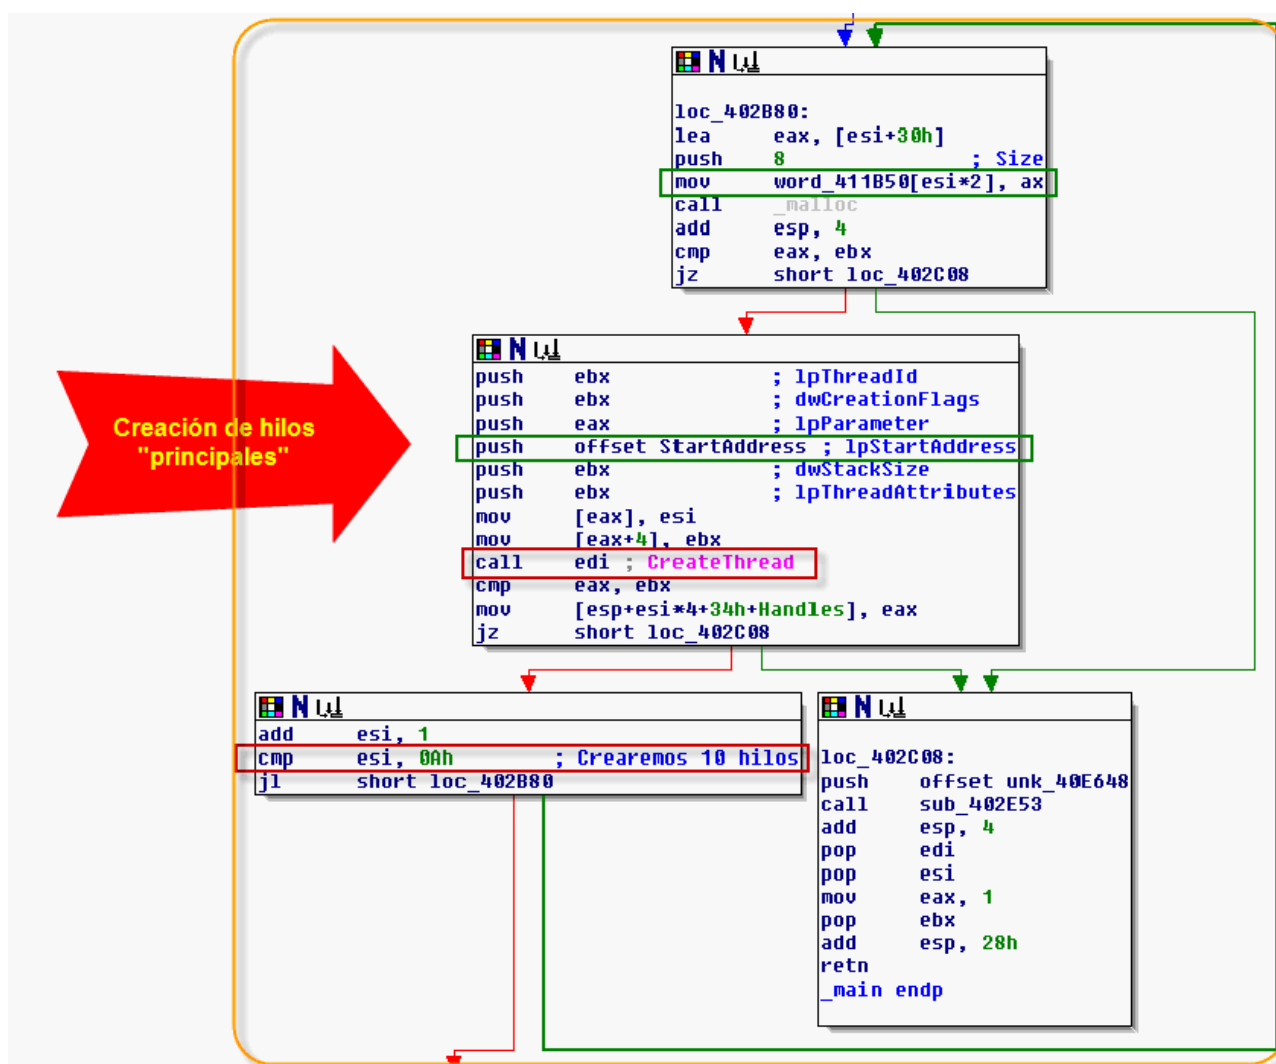 loc_402B80:
lea eax, [esi+30h]
push 8 ; Size
mov word_411B50[esi*2], ax
call _malloc
add esp, 4
cmp eax, ebx
jz short loc_402C08
Creación de hilos
"principales"
push ebx ; lpThreadId
push ebx ; dwCreationFlags
push eax ; lpParameter
push offset StartAddress ; lpStartAddress
push ebx ; dwStackSize
push ebx ; lpThreadAttributes
mov [eax], esi
mov [eax+4], ebx
call edi ; CreateThread
cmp eax, ebx
mov [esp+esi*4+34h+Handles], eax
jz short loc_402C08
add esi, 1
cmp esi, 0Ah ; Crearemos 10 hilos
jl short loc_402B80
loc_402C08:
push offset unk_40E648
call sub_402E53
add esp, 4
pop edi
pop esi
mov eax, 1
pop ebx
add esp, 28h
retn
_main endp